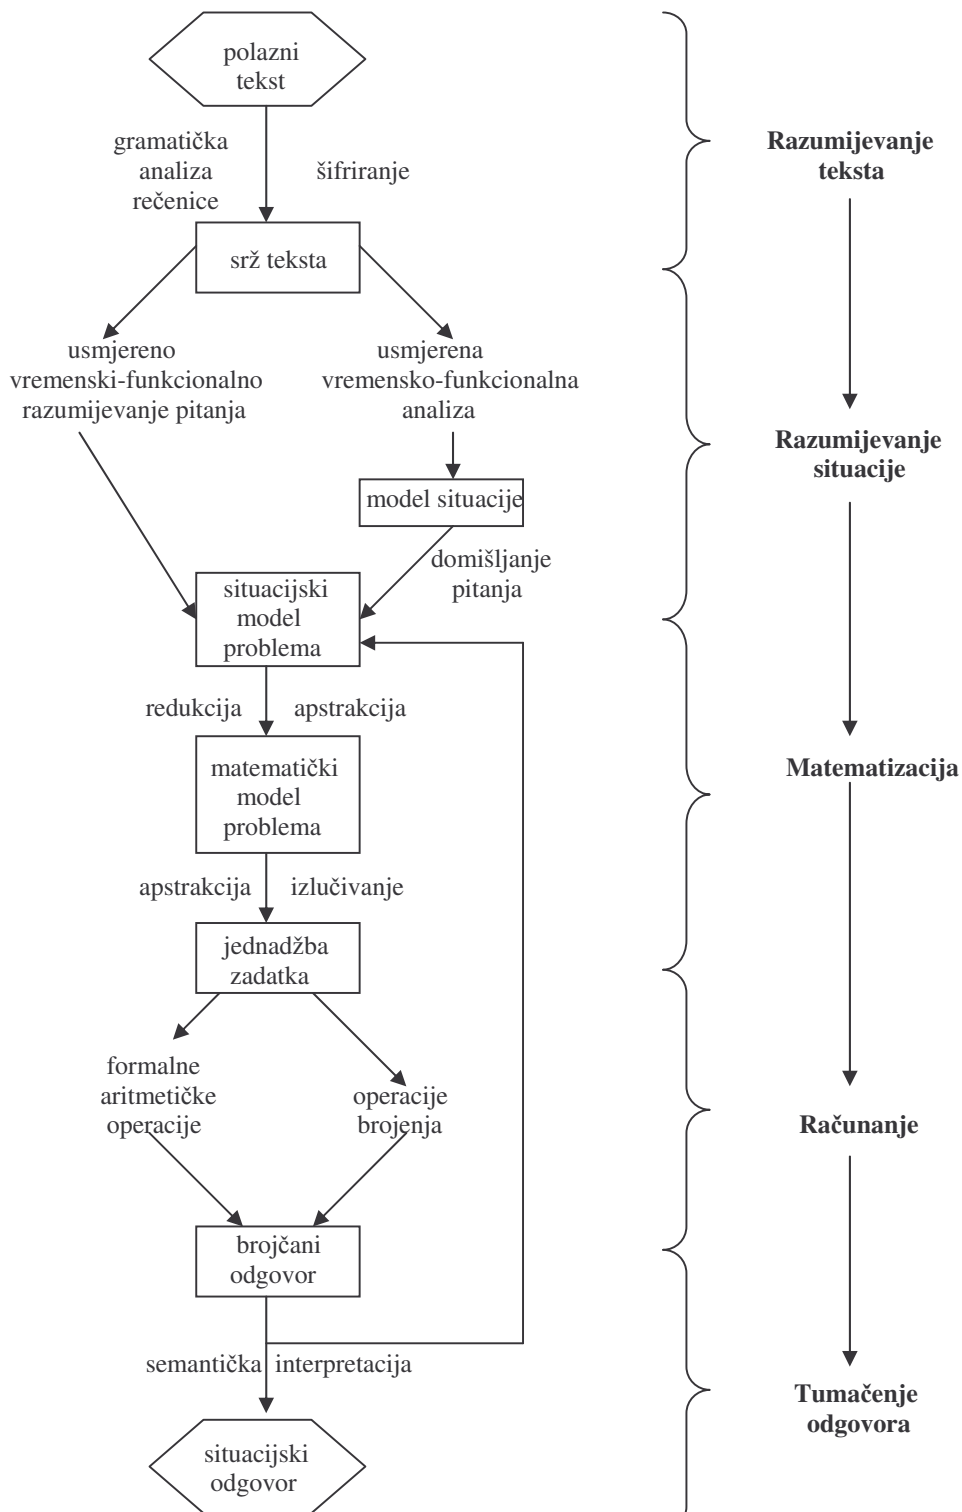 polazni
tekst
gramatička
analiza
rečenice
šifriranje
Razumijevanje
teksta
srž teksta
usmjereno
vremenski-funkcionalno
razumijevanje pitanja
usmjerena
vremensko-funkcionalna
analiza
Razumijevanje
situacije
model situacije
domišljanje
pitanja
situacijski
model
problema
redukcija
apstrakcija
matematički
model
problema
Matematizacija
apstrakcija
izlučivanje
jednadžba
zadatka
formalne
aritmetičke
operacije
operacije
brojenja
Računanje
brojčani
odgovor
semantička
interpretacija
Tumačenje
odgovora
situacijski
odgovor